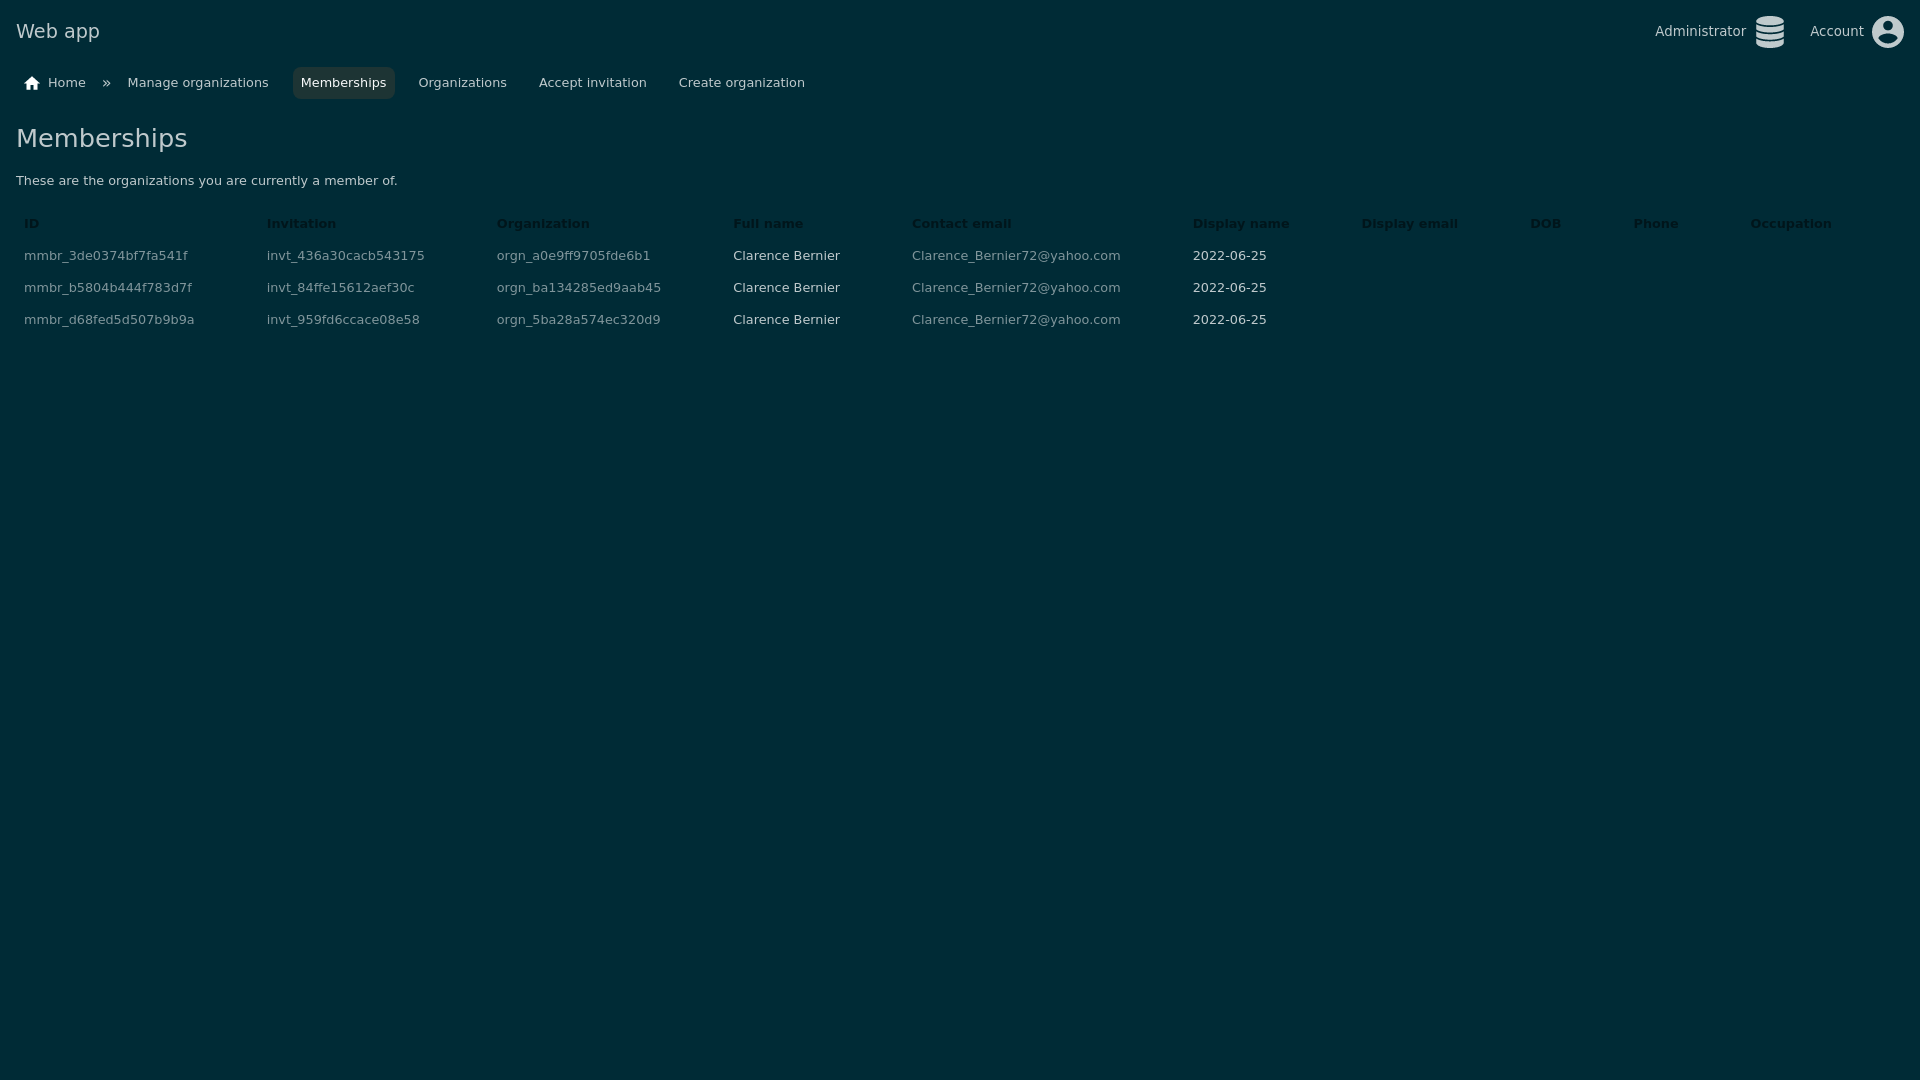 Web app
Administrator
Account
Home » Manage organizations Memberships Organizations Accept invitation Create organization
Memberships
These are the organizations you are currently a member of.
ID Invitation Organization Full name Contact email Display name Display email DOB Phone Occupation
mmbr_3de0374bf7fa541f invt_436a30cacb543175 orgn_a0e9ff9705fde6b1 Clarence Bernier Clarence_Bernier72@yahoo.com 2022-06-25
mmbr_b5804b444f783d7f invt_84ffe15612aef30c orgn_ba134285ed9aab45 Clarence Bernier Clarence_Bernier72@yahoo.com 2022-06-25
mmbr_d68fed5d507b9b9a invt_959fd6ccace08e58 orgn_5ba28a574ec320d9 Clarence Bernier Clarence_Bernier72@yahoo.com 2022-06-25